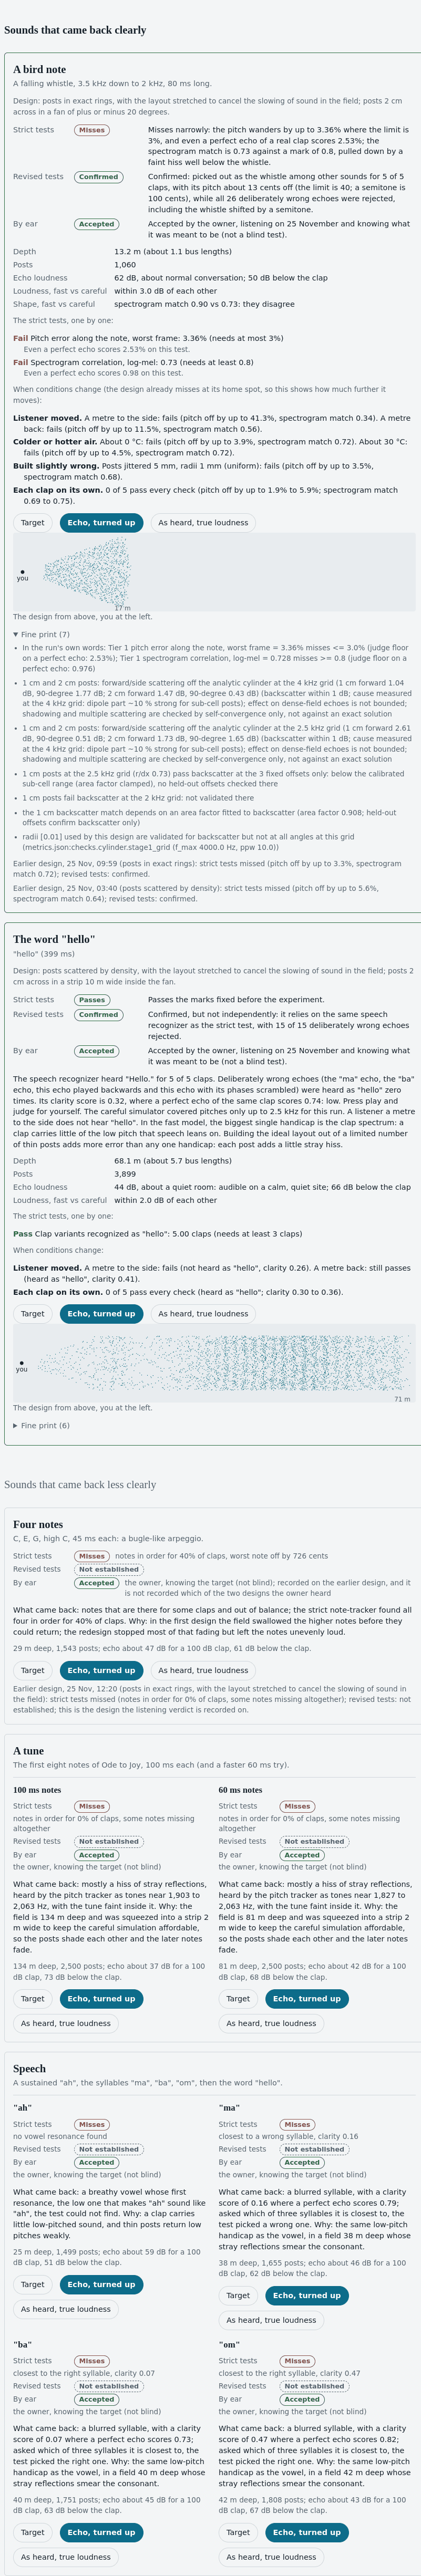 Sounds that came back clearly
A bird note
A falling whistle, 3.5 kHz down to 2 kHz, 80 ms long.
Design: posts in exact rings, with the layout stretched to cancel the slowing of sound in the field; posts 2 cm
across in a fan of plus or minus 20 degrees.
Strict tests Misses Misses narrowly: the pitch wanders by up to 3.36% where the limit is
3%, and even a perfect echo of a real clap scores 2.53%; the
spectrogram match is 0.73 against a mark of 0.8, pulled down by a
faint hiss well below the whistle.
Revised tests Confirmed Confirmed: picked out as the whistle among other sounds for 5 of 5
claps, with its pitch about 13 cents off (the limit is 40; a semitone is
100 cents), while all 26 deliberately wrong echoes were rejected,
including the whistle shifted by a semitone.
By ear Accepted Accepted by the owner, listening on 25 November and knowing what
it was meant to be (not a blind test).
Depth 13.2 m (about 1.1 bus lengths)
Posts 1,060
Echo loudness 62 dB, about normal conversation; 50 dB below the clap
Loudness, fast vs careful within 3.0 dB of each other
Shape, fast vs careful spectrogram match 0.90 vs 0.73: they disagree
The strict tests, one by one:
Fail Pitch error along the note, worst frame: 3.36% (needs at most 3%)
Even a perfect echo scores 2.53% on this test.
Fail Spectrogram correlation, log-mel: 0.73 (needs at least 0.8)
Even a perfect echo scores 0.98 on this test.
When conditions change (the design already misses at its home spot, so this shows how much further it
moves):
Listener moved. A metre to the side: fails (pitch off by up to 41.3%, spectrogram match 0.34). A metre
back: fails (pitch off by up to 11.5%, spectrogram match 0.56).
Colder or hotter air. About 0 °C: fails (pitch off by up to 3.9%, spectrogram match 0.72). About 30 °C:
fails (pitch off by up to 4.5%, spectrogram match 0.72).
Built slightly wrong. Posts jittered 5 mm, radii 1 mm (uniform): fails (pitch off by up to 3.5%,
spectrogram match 0.68).
Each clap on its own. 0 of 5 pass every check (pitch off by up to 1.9% to 5.9%; spectrogram match
0.69 to 0.75).
Target Echo, turned up As heard, true loudness
you
17 m
The design from above, you at the left.
▼ Fine print (7)
• In the run's own words: Tier 1 pitch error along the note, worst frame = 3.36% misses <= 3.0% (judge floor
on a perfect echo: 2.53%); Tier 1 spectrogram correlation, log-mel = 0.728 misses >= 0.8 (judge floor on a
perfect echo: 0.976)
• 1 cm and 2 cm posts: forward/side scattering off the analytic cylinder at the 4 kHz grid (1 cm forward 1.04
dB, 90-degree 1.77 dB; 2 cm forward 1.47 dB, 90-degree 0.43 dB) (backscatter within 1 dB; cause measured
at the 4 kHz grid: dipole part ~10 % strong for sub-cell posts); effect on dense-field echoes is not bounded;
shadowing and multiple scattering are checked by self-convergence only, not against an exact solution
• 1 cm and 2 cm posts: forward/side scattering off the analytic cylinder at the 2.5 kHz grid (1 cm forward 2.61
dB, 90-degree 0.51 dB; 2 cm forward 1.73 dB, 90-degree 1.65 dB) (backscatter within 1 dB; cause measured
at the 4 kHz grid: dipole part ~10 % strong for sub-cell posts); effect on dense-field echoes is not bounded;
shadowing and multiple scattering are checked by self-convergence only, not against an exact solution
• 1 cm posts at the 2.5 kHz grid (r/dx 0.73) pass backscatter at the 3 fixed offsets only: below the calibrated
sub-cell range (area factor clamped), no held-out offsets checked there
• 1 cm posts fail backscatter at the 2 kHz grid: not validated there
• the 1 cm backscatter match depends on an area factor fitted to backscatter (area factor 0.908; held-out
offsets confirm backscatter only)
• radii [0.01] used by this design are validated for backscatter but not at all angles at this grid
(metrics.json:checks.cylinder.stage1_grid (f_max 4000.0 Hz, ppw 10.0))
Earlier design, 25 Nov, 09:59 (posts in exact rings): strict tests missed (pitch off by up to 3.3%, spectrogram
match 0.72); revised tests: confirmed.
Earlier design, 25 Nov, 03:40 (posts scattered by density): strict tests missed (pitch off by up to 5.6%,
spectrogram match 0.64); revised tests: confirmed.
The word "hello"
"hello" (399 ms)
Design: posts scattered by density, with the layout stretched to cancel the slowing of sound in the field; posts 2
cm across in a strip 10 m wide inside the fan.
Strict tests Passes Passes the marks fixed before the experiment.
Revised tests Confirmed Confirmed, but not independently: it relies on the same speech
recognizer as the strict test, with 15 of 15 deliberately wrong echoes
rejected.
By ear Accepted Accepted by the owner, listening on 25 November and knowing what
it was meant to be (not a blind test).
The speech recognizer heard "Hello." for 5 of 5 claps. Deliberately wrong echoes (the "ma" echo, the "ba"
echo, this echo played backwards and this echo with its phases scrambled) were heard as "hello" zero
times. Its clarity score is 0.32, where a perfect echo of the same clap scores 0.74: low. Press play and
judge for yourself. The careful simulator covered pitches only up to 2.5 kHz for this run. A listener a metre
to the side does not hear "hello". In the fast model, the biggest single handicap is the clap spectrum: a
clap carries little of the low pitch that speech leans on. Building the ideal layout out of a limited number
of thin posts adds more error than any one handicap: each post adds a little stray hiss.
Depth 68.1 m (about 5.7 bus lengths)
Posts 3,899
Echo loudness 44 dB, about a quiet room: audible on a calm, quiet site; 66 dB below the clap
Loudness, fast vs careful within 2.0 dB of each other
The strict tests, one by one:
Pass Clap variants recognized as "hello": 5.00 claps (needs at least 3 claps)
When conditions change:
Listener moved. A metre to the side: fails (not heard as "hello", clarity 0.26). A metre back: still passes
(heard as "hello", clarity 0.41).
Each clap on its own. 0 of 5 pass every check (heard as "hello"; clarity 0.30 to 0.36).
Target Echo, turned up As heard, true loudness
you
71 m
The design from above, you at the left.
► Fine print (6)
Sounds that came back less clearly
Four notes
C, E, G, high C, 45 ms each: a bugle-like arpeggio.
Strict tests Misses notes in order for 40% of claps, worst note off by 726 cents
Revised tests Not established
By ear Accepted the owner, knowing the target (not blind); recorded on the earlier design, and it
is not recorded which of the two designs the owner heard
What came back: notes that are there for some claps and out of balance; the strict note-tracker found all
four in order for 40% of claps. Why: in the first design the field swallowed the higher notes before they
could come back; the redesign stopped most of that fading but left the notes unevenly loud.
29 m deep, 1,543 posts; echo about 47 dB for a 100 dB clap, 61 dB below the clap.
Target Echo, turned up As heard, true loudness
Earlier design, 25 Nov, 12:20 (posts in exact rings, with the layout stretched to cancel the slowing of sound in
the field): strict tests missed (notes in order for 0% of claps, some notes missing altogether); revised tests: not
established; this is the design the listening verdict is recorded on.
A tune
The first eight notes of Ode to Joy, 100 ms each (and a faster 60 ms try).
100 ms notes
Strict tests Misses
notes in order for 0% of claps, some notes missing
altogether
Revised tests Not established
By ear Accepted
the owner, knowing the target (not blind)
What came back: mostly a hiss of stray reflections,
heard by the pitch tracker as tones near 1,903 to
2,063 Hz, with the tune faint inside it. Why: the
field is 134 m deep and was squeezed into a strip 2
m wide to keep the careful simulation affordable,
so the posts shade each other and the later notes
fade.
134 m deep, 2,500 posts; echo about 37 dB for a 100
dB clap, 73 dB below the clap.
Target Echo, turned up
As heard, true loudness
60 ms notes
Strict tests Misses
notes in order for 0% of claps, some notes missing
altogether
Revised tests Not established
By ear Accepted
the owner, knowing the target (not blind)
What came back: mostly a hiss of stray reflections,
heard by the pitch tracker as tones near 1,827 to
2,063 Hz, with the tune faint inside it. Why: the
field is 81 m deep and was squeezed into a strip 2
m wide to keep the careful simulation affordable,
so the posts shade each other and the later notes
fade.
81 m deep, 2,500 posts; echo about 42 dB for a 100
dB clap, 68 dB below the clap.
Target Echo, turned up
As heard, true loudness
Speech
A sustained "ah", the syllables "ma", "ba", "om", then the word "hello".
"ah"
Strict tests Misses
no vowel resonance found
Revised tests Not established
By ear Accepted
the owner, knowing the target (not blind)
What came back: a breathy vowel whose first
resonance, the low one that makes "ah" sound like
"ah", the test could not find. Why: a clap carries
little low-pitched sound, and thin posts return low
pitches weakly.
25 m deep, 1,499 posts; echo about 59 dB for a 100
dB clap, 51 dB below the clap.
Target Echo, turned up
As heard, true loudness
"ma"
Strict tests Misses
closest to a wrong syllable, clarity 0.16
Revised tests Not established
By ear Accepted
the owner, knowing the target (not blind)
What came back: a blurred syllable, with a clarity
score of 0.16 where a perfect echo scores 0.79;
asked which of three syllables it is closest to, the
test picked a wrong one. Why: the same low-pitch
handicap as the vowel, in a field 38 m deep whose
stray reflections smear the consonant.
38 m deep, 1,655 posts; echo about 46 dB for a 100
dB clap, 62 dB below the clap.
Target Echo, turned up
As heard, true loudness
"ba"
Strict tests Misses
closest to the right syllable, clarity 0.07
Revised tests Not established
By ear Accepted
the owner, knowing the target (not blind)
What came back: a blurred syllable, with a clarity
score of 0.07 where a perfect echo scores 0.73;
asked which of three syllables it is closest to, the
test picked the right one. Why: the same low-pitch
handicap as the vowel, in a field 40 m deep whose
stray reflections smear the consonant.
40 m deep, 1,751 posts; echo about 45 dB for a 100
dB clap, 63 dB below the clap.
Target Echo, turned up
As heard, true loudness
"om"
Strict tests Misses
closest to the right syllable, clarity 0.47
Revised tests Not established
By ear Accepted
the owner, knowing the target (not blind)
What came back: a blurred syllable, with a clarity
score of 0.47 where a perfect echo scores 0.82;
asked which of three syllables it is closest to, the
test picked the right one. Why: the same low-pitch
handicap as the vowel, in a field 42 m deep whose
stray reflections smear the consonant.
42 m deep, 1,808 posts; echo about 43 dB for a 100
dB clap, 67 dB below the clap.
Target Echo, turned up
As heard, true loudness